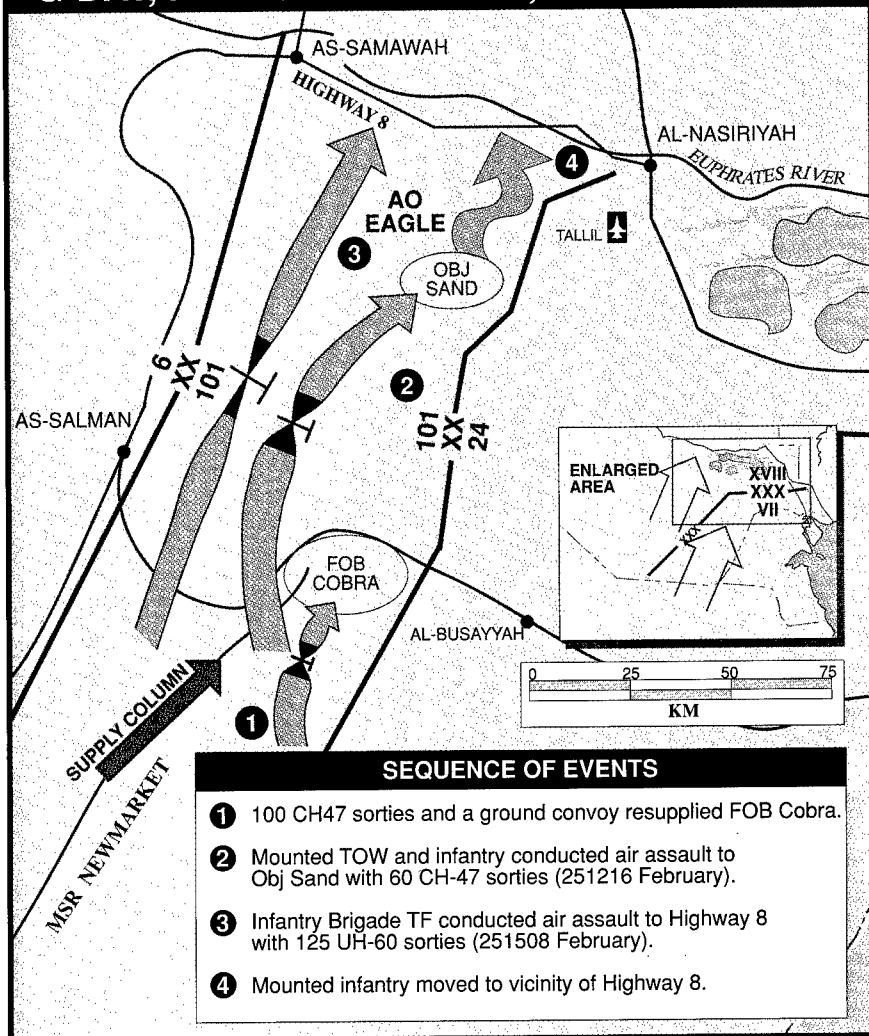 AS-SAMAWAH
HIGHWAY 8
AL-NASIRIYAH
EUPHRATES RIVER
4
AO
EAGLE
3
TALLIL
OBJ
SAND
6
XX
101
2
101
XX
24
AS-SALMAN
ENLARGED
AREA
XVIII
XXX
VII
XXX
FOB
COBRA
AL-BUSAYYAH
0 25 50 75
KM
SUPPLY COLUMN
1
MSR NEWMARKET
SEQUENCE OF EVENTS
1 100 CH47 sorties and a ground convoy resupplied FOB Cobra.
2 Mounted TOW and infantry conducted air assault to
Obj Sand with 60 CH-47 sorties (251216 February).
3 Infantry Brigade TF conducted air assault to Highway 8
with 125 UH-60 sorties (251508 February).
4 Mounted infantry moved to vicinity of Highway 8.